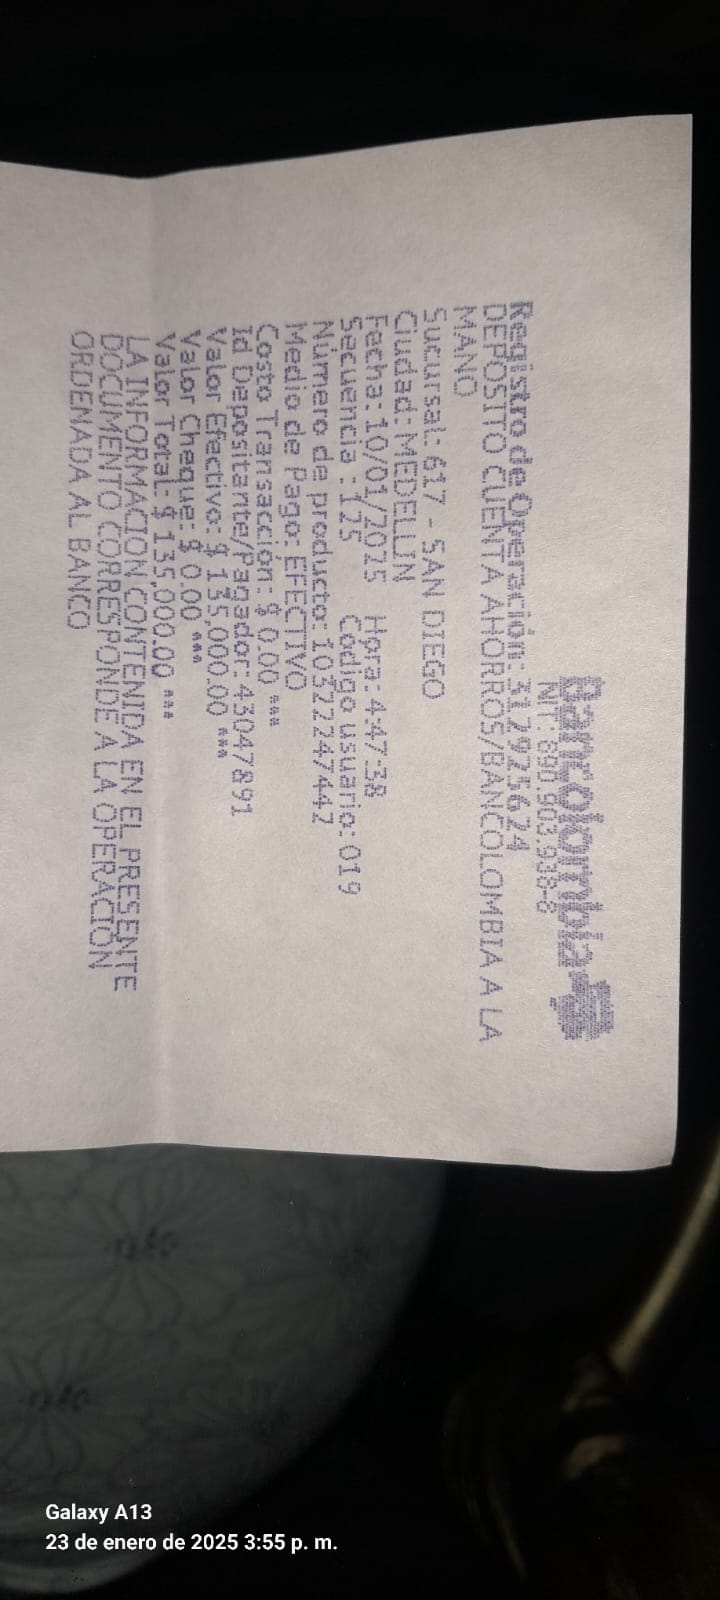 Bancolombia
NIT: 890.903.938-8
Registro de Operación: 312925624
DEPOSITO CUENTA AHORROS/BANCOLOMBIA A LA
MANO
Sucursal: 617 - SAN DIEGO
Ciudad: MEDELLIN
Fecha: 10/01/2025 Hora: 4:47:38
Secuencia : 125 Código usuario: 019
Número de producto: 10322247447
Medio de Pago: EFECTIVO
Costo Transacción: $ 0.00 ***
Id Depositante/Pagador: 43047891
Valor Efectivo: $ 135,000.00 ***
Valor Cheque: $ 0.00 ***
Valor Total: $ 135,000.00 ***
LA INFORMACION CONTENIDA EN EL PRESENTE
DOCUMENTO CORRESPONDE A LA OPERACIÓN
ORDENADA AL BANCO
Galaxy A13
23 de enero de 2025 3:55 p. m.